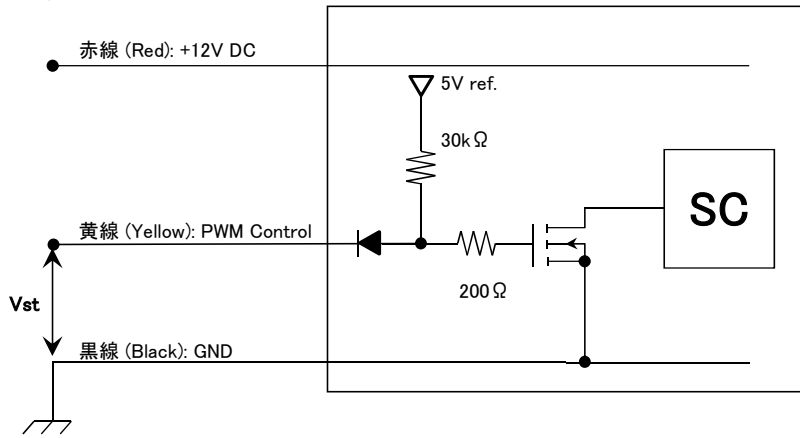 赤線 (Red): +12V DC
5V ref.
30kΩ
SC
黄線 (Yellow): PWM Control
200Ω
Vst
黒線 (Black): GND